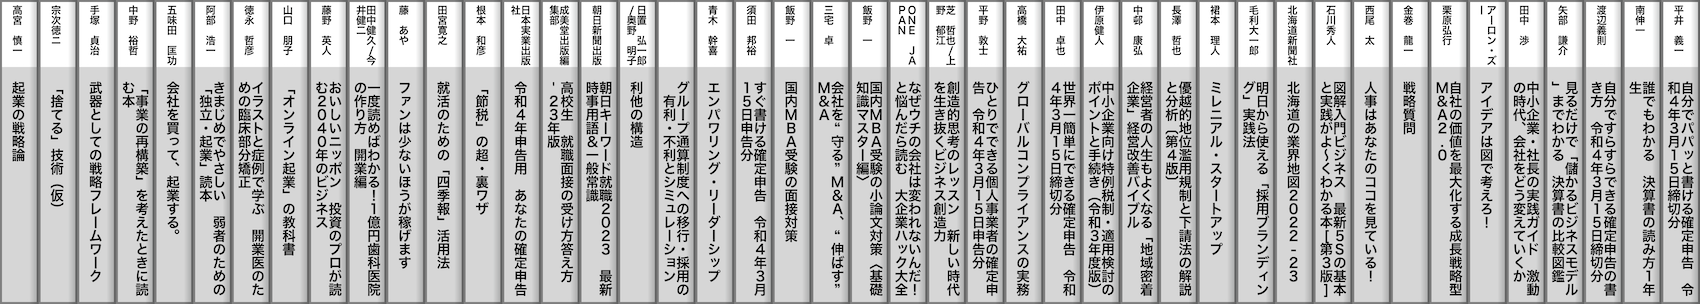 平井 義一
自分でパパッと書ける確定申告 令
和4年3月15日締切分
南 伸一
誰でもわかる 決算書の読み方1年
生
渡辺義則
自分ですらすらできる確定申告の書
き方 令和4年3月15日締切分
矢部 謙介
見るだけで「儲かるビジネスモデル
」までわかる 決算書の比較図鑑
田中 渉
中小企業・社長の実践ガイド 激動
の時代、会社をどう変えていくか
アーロン・ズ
ー
アイデアは図で考えろ!
栗原弘行
自社の価値を最大化する成長戦略型
M&A2.0
金巻 龍一
戦略質問
西尾 太
人事はあなたのココを見ている!
石川秀人
図解入門ビジネス 最新5Sの基本
と実践がよ~くわかる本[第3版]
北海道新聞社
北海道の業界地図2022-23
毛利大一郎
明日から使える「採用ブランディン
グ」実践法
裙本 理人
ミレニアル・スタートアップ
長澤 哲也
優越的地位濫用規制と下請法の解説
と分析〔第4版〕
中邨 康弘
経営者の人生もよくなる「地域密着
企業」経営改善バイブル
伊原健人
中小企業向け特例税制・適用検討の
ポイントと手続き(令和3年度版)
田中 卓也
世界一簡単にできる確定申告 令和
4年3月15日締切分
高橋 大祐
グローバルコンプライアンスの実務
平野 敦士
ひとりでできる個人事業者の確定申
告 令和4年3月15日申告分
芝 哲也/上
野 郁江
創造的思考のレッスン 新しい時代
を生き抜くビジネス創造力
ONE JA
PAN
なぜウチの会社は変われないんだ!
と悩んだら読む 大企業ハック大全
飯野 一
国内MBA受験の小論文対策〈基礎
知識マスター編〉
三宅 卓
会社を"守る"M&A、"伸ばす"
M&A
飯野 一
国内MBA受験の面接対策
須田 邦裕
すぐ書ける確定申告 令和4年3月
15日申告分
青木 幹喜
エンパワリング・リーダーシップ
グループ通算制度への移行・採用の
有利・不利とシミュレーション
日置 弘一郎
/奥野 明子
利他の構造
朝日新聞出版
朝日キーワード就職2023 最新
時事用語&一般常識
成美堂出版編
集部
高校生 就職面接の受け方答え方
'23年版
日本実業出版
社
令和4年申告用 あなたの確定申告
根本 和彦
「節税」の超・裏ワザ
田宮寛之
就活のための「四季報」活用法
藤 あや
ファンは少ないほうが稼げます
田中健久/今
井健二
一度読めばわかる!1億円歯科医院
の作り方 開業編
藤野 英人
おいしいニッポン 投資のプロが読
む2040年のビジネス
山口 朋子
「オンライン起業」の教科書
徳永 哲彦
イラストと症例で学ぶ 開業医のた
めの臨床部分矯正
阿部 浩一
きまじめでやさしい 弱者のための
「独立・起業」読本
五味田 匡功
会社を買って、起業する。
中野 裕哲
「事業の再構築」を考えたときに読
む本
手塚 貞治
武器としての戦略フレームワーク
宗次徳二
「捨てる」技術(仮)
高宮 慎一
起業の戦略論